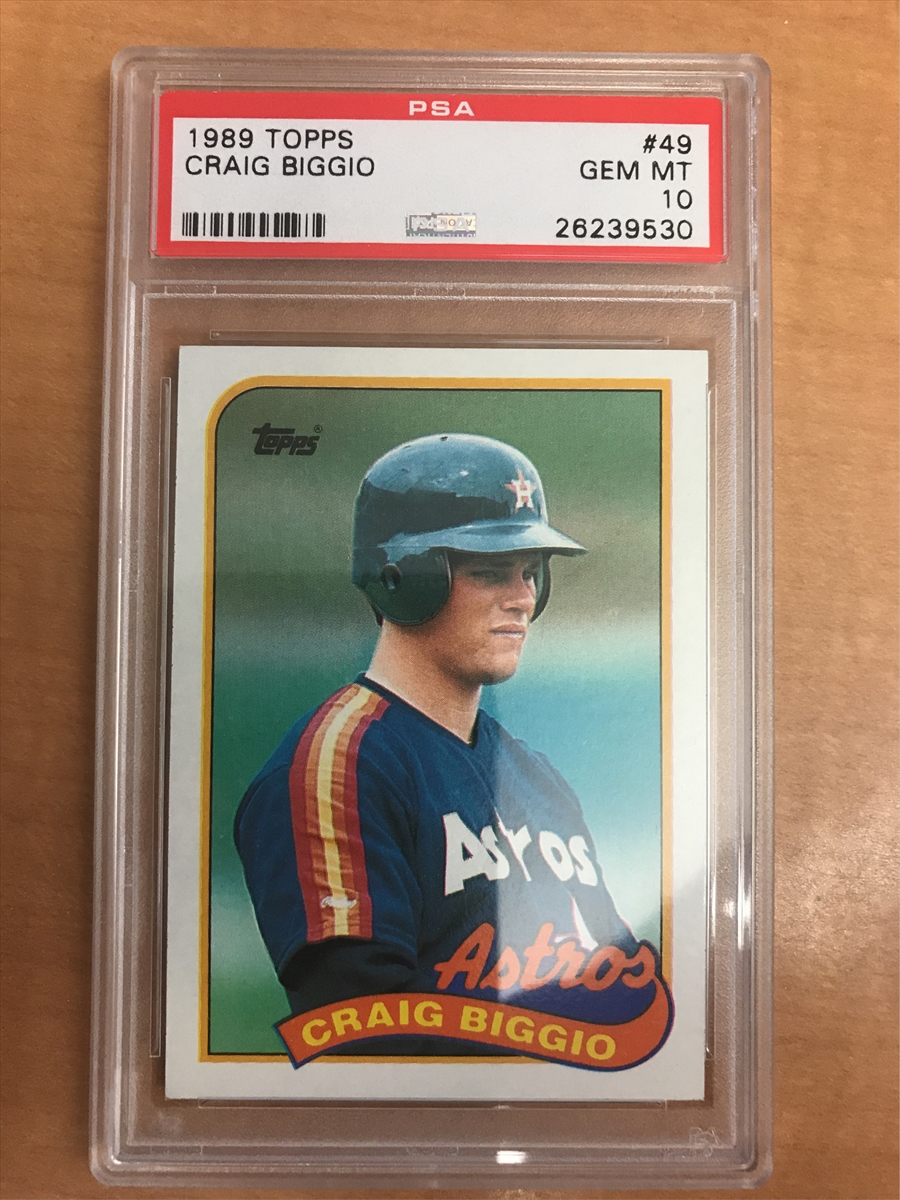 PSA
1989 TOPPS #49
CRAIG BIGGIO GEM MT
10
26239530
Topps®
H
Astros
Astros
CRAIG BIGGIO